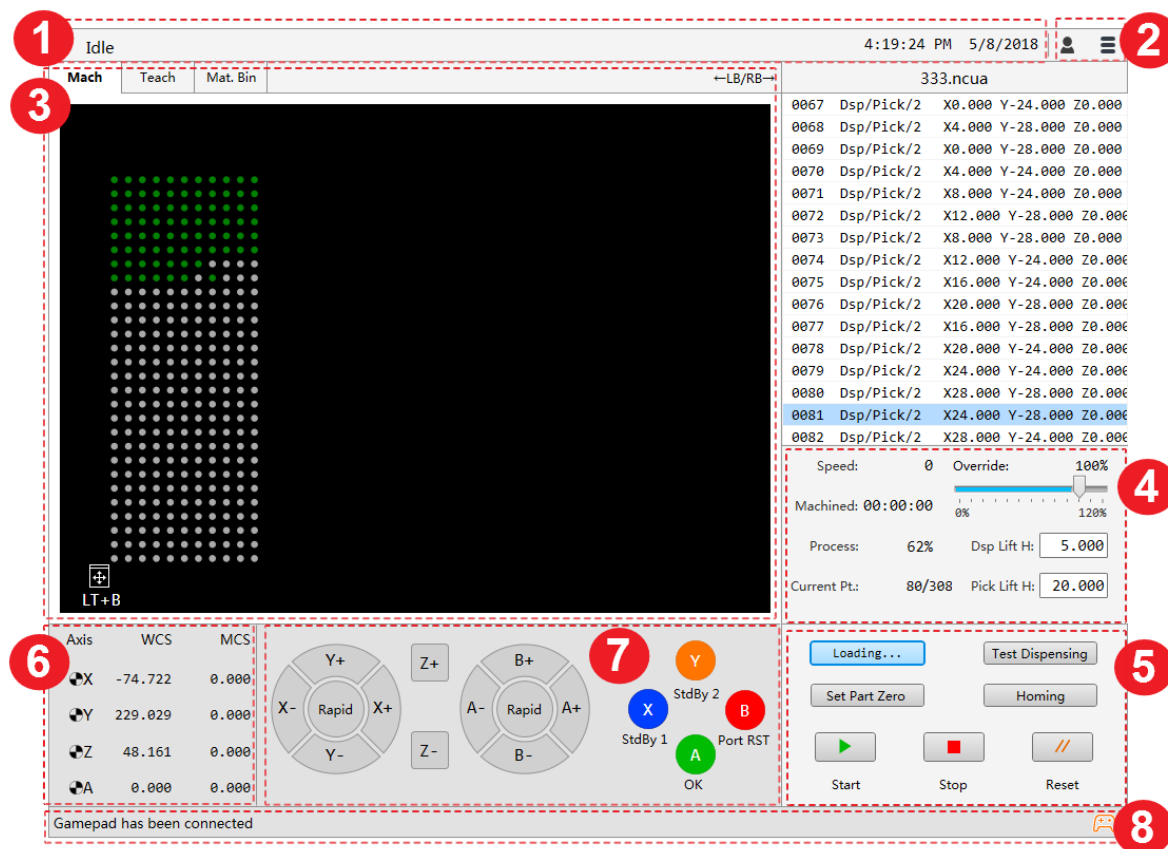 1
Idle
4:19:24 PM 5/8/2018
2
Mach Teach Mat. Bin ←LB/RB→
3
LT+B
333.ncua
0067 Dsp/Pick/2 X0.000 Y-24.000 Z0.000
0068 Dsp/Pick/2 X4.000 Y-28.000 Z0.000
0069 Dsp/Pick/2 X0.000 Y-28.000 Z0.000
0070 Dsp/Pick/2 X4.000 Y-24.000 Z0.000
0071 Dsp/Pick/2 X8.000 Y-24.000 Z0.000
0072 Dsp/Pick/2 X12.000 Y-28.000 Z0.000
0073 Dsp/Pick/2 X8.000 Y-28.000 Z0.000
0074 Dsp/Pick/2 X12.000 Y-24.000 Z0.000
0075 Dsp/Pick/2 X16.000 Y-24.000 Z0.000
0076 Dsp/Pick/2 X20.000 Y-28.000 Z0.000
0077 Dsp/Pick/2 X16.000 Y-28.000 Z0.000
0078 Dsp/Pick/2 X20.000 Y-24.000 Z0.000
0079 Dsp/Pick/2 X24.000 Y-24.000 Z0.000
0080 Dsp/Pick/2 X28.000 Y-28.000 Z0.000
0081 Dsp/Pick/2 X24.000 Y-28.000 Z0.000
0082 Dsp/Pick/2 X28.000 Y-24.000 Z0.000
Speed: 0 Override: 100%
4
Machined: 00:00:00 0% 120%
Process: 62% Dsp Lift H: 5.000
Current Pt.: 80/308 Pick Lift H: 20.000
Axis WCS MCS
6
X -74.722 0.000
Y 229.029 0.000
Z 48.161 0.000
A 0.000 0.000
7
Y+ Z+ B+ Y
StdBy 2
X- Rapid X+ A- Rapid A+ X B
StdBy 1 Port RST
Y- Z- B- A
OK
Loading... Test Dispensing
5
Set Part Zero Homing
Start Stop Reset
Gamepad has been connected
8